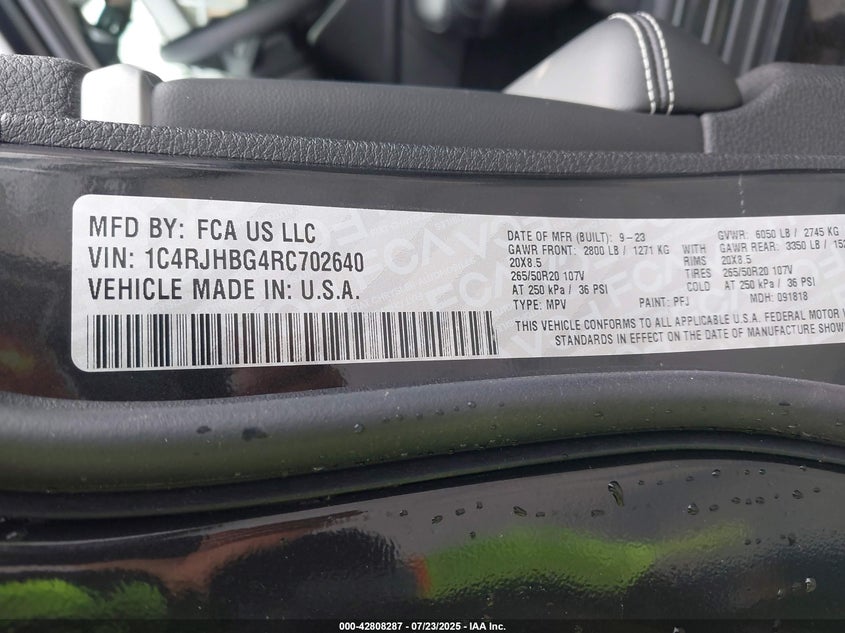 MFD BY: FCA US LLC
VIN: 1C4RJHBG4RC702640
VEHICLE MADE IN: U.S.A.
DATE OF MFR (BUILT): 9-23 GVWR: 6050 LB / 2745 KG
GAWR FRONT: 2800 LB / 1271 KG WITH GAWR REAR: 3350 LB /
20X8.5 RIMS 20X8.5
265/50R20 107V TIRES 265/50R20 107V
AT 250 kPa / 36 PSI COLD AT 250 kPa / 36 PSI
TYPE: MPV PAINT: PFJ MDH: 091818
THIS VEHICLE CONFORMS TO ALL APPLICABLE U.S.A. FEDERAL MOTOR
STANDARDS IN EFFECT ON THE DATE OF MANUFACTURE
000-42808287 - 07/23/2025 - IAA Inc.